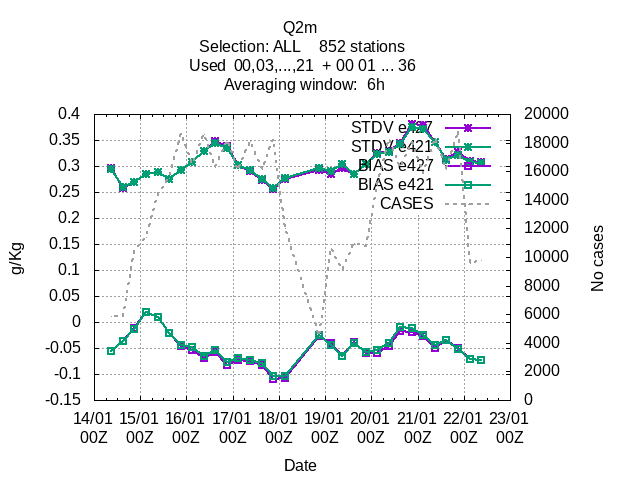 Q2m
Selection: ALL 852 stations
Used 00,03,...,21 + 00 01 ... 36
Averaging window: 6h
0.4
0.35
0.3
0.25
0.2
0.15
0.1
0.05
0
-0.05
-0.1
-0.15
g/Kg
20000
18000
16000
14000
12000
10000
8000
6000
4000
2000
0
No cases
STDV e427
STDV e421
BIAS e427
BIAS e421
CASES
14/01 15/01 16/01 17/01 18/01 19/01 20/01 21/01 22/01 23/01
00Z 00Z 00Z 00Z 00Z 00Z 00Z 00Z 00Z 00Z
Date